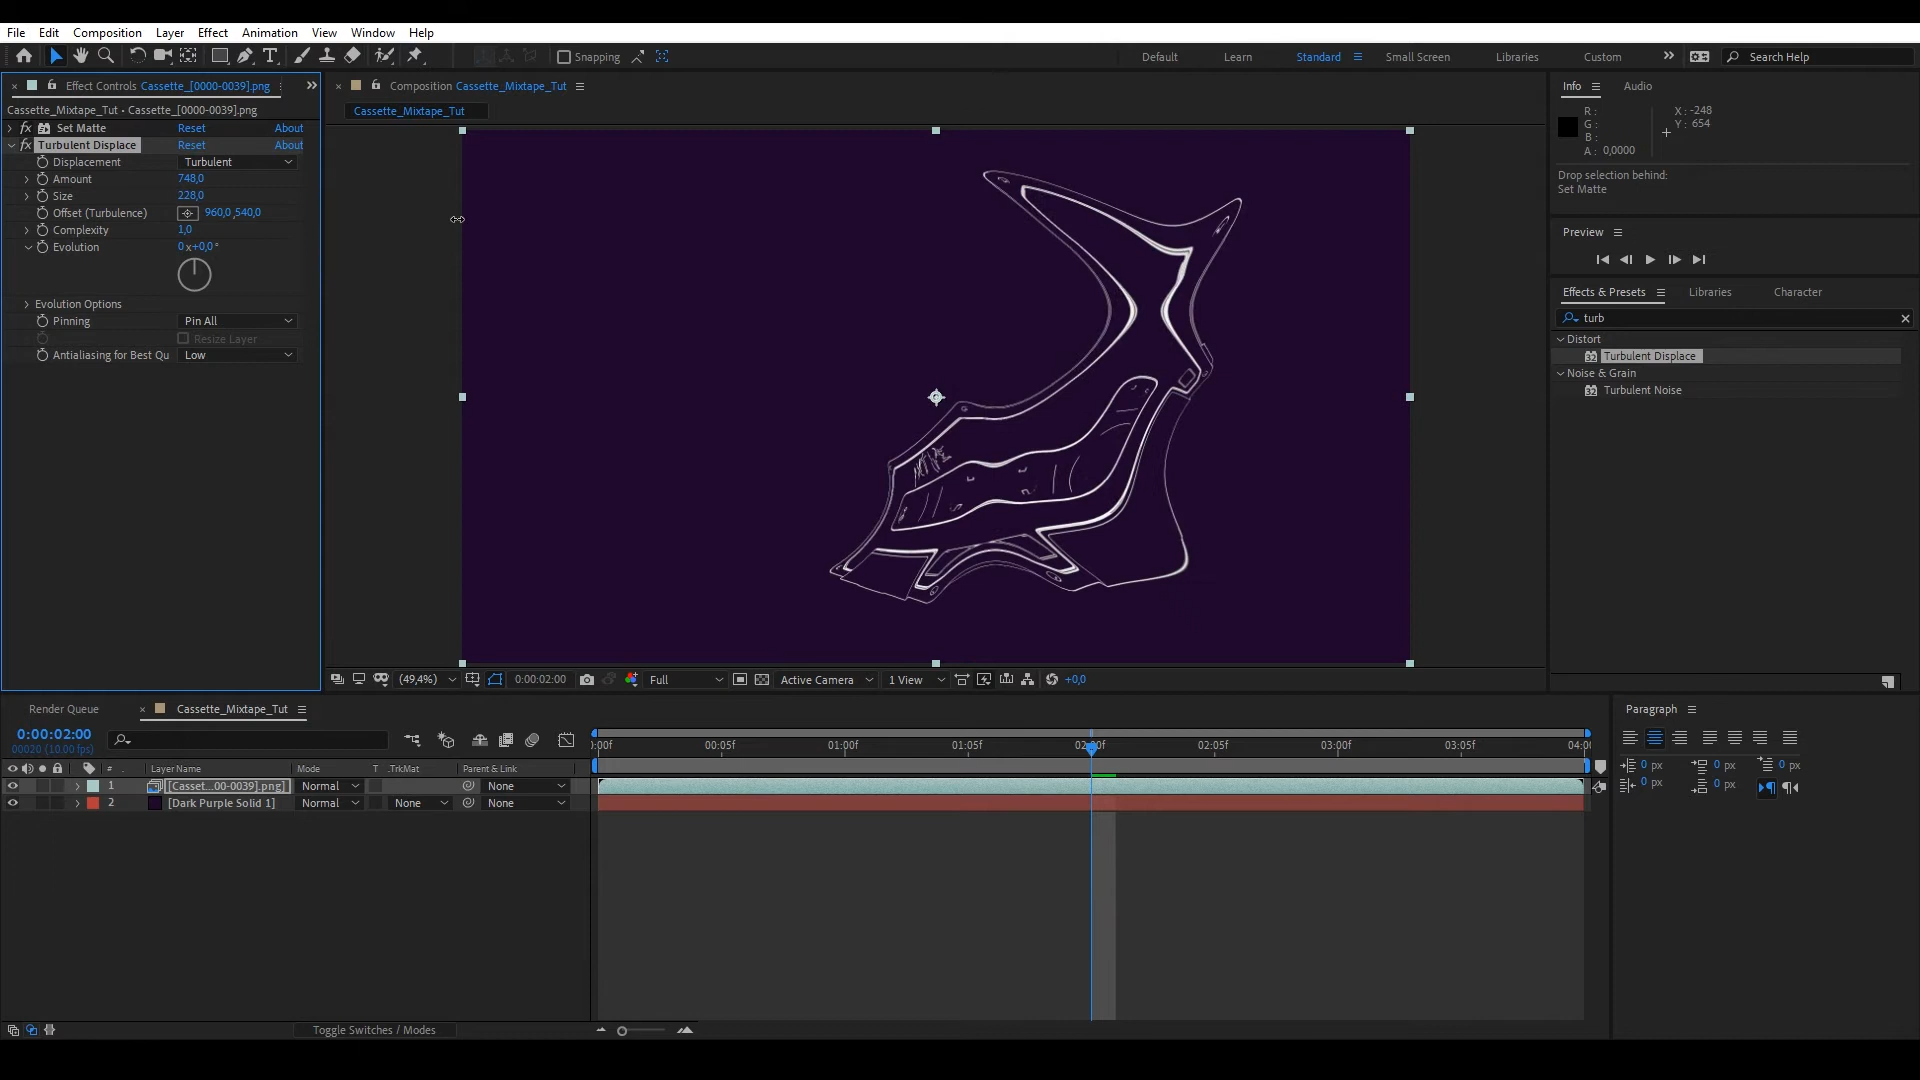 File Edit Composition Layer Effect Animation View Window Help
Snapping Default Learn Standard Small Screen Libraries Custom Search Help
Effect Controls Cassette_[0000-0039].png
Cassette_Mixtape_Tut • Cassette_[0000-0039].png
fx Set Matte Reset About
fx Turbulent Displace Reset About
Displacement Turbulent
Amount 748,0
Size 228,0
Offset (Turbulence) 960,0,540,0
Complexity 1,0
Evolution 0x+0,0°
Evolution Options
Pinning Pin All
Resize Layer
Antialiasing for Best Qu Low
Composition Cassette_Mixtape_Tut
Cassette_Mixtape_Tut
(49,4%) 0:00:02:00 Full Active Camera 1 View +0,0
Info Audio
R : X : -248
G : Y : 654
B :
A : 0,0000
Drop selection behind:
Set Matte
Preview
Effects & Presets Libraries Character
turb
Distort
32 Turbulent Displace
Noise & Grain
32 Turbulent Noise
Render Queue Cassette_Mixtape_Tut
0:00:02:00
00020 (10.00 fps)
:00f 00:05f 01:00f 01:05f 02:00f 02:05f 03:00f 03:05f 04:00
# Layer Name Mode T .TrkMat Parent & Link
1 [Casset...00-0039].png] Normal None
2 [Dark Purple Solid 1] Normal None None
Toggle Switches / Modes
Paragraph
0 px 0 px 0 px
0 px 0 px